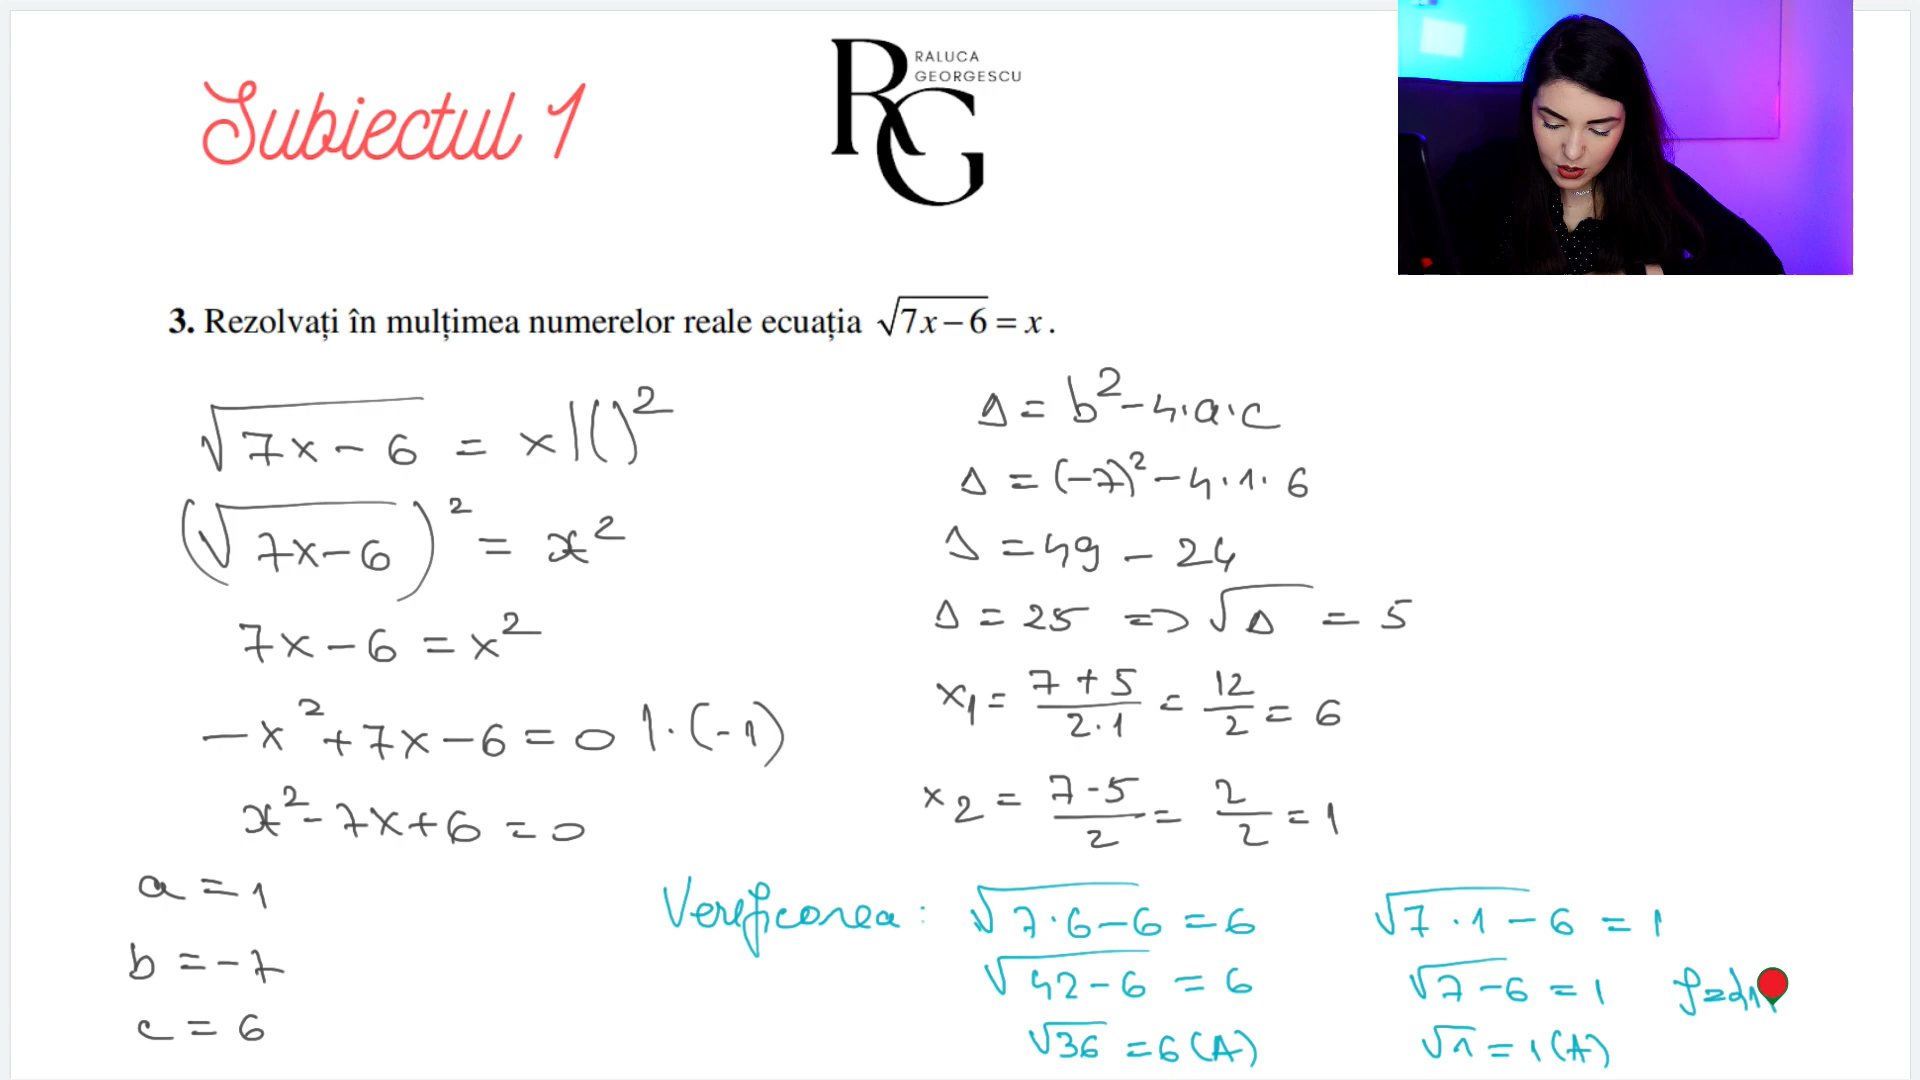 Subiectul 1
RG
RALUCA
GEORGESCU
3. Rezolvați în mulțimea numerelor reale ecuația √(7x−6) = x.
√(7x−6) = x |()²
(√(7x−6))² = x²
7x−6 = x²
−x²+7x−6 = 0 |·(−1)
x²−7x+6 = 0
a = 1
b = −7
c = 6
Δ = b²−4·a·c
Δ = (−7)²−4·1·6
Δ = 49 − 24
Δ = 25 => √Δ = 5
x₁ = (7+5)/(2·1) = 12/2 = 6
x₂ = (7-5)/2 = 2/2 = 1
Verificarea: √(7·6−6) = 6
√(42−6) = 6
√36 = 6 (A)
√(7·1−6) = 1
√(7−6) = 1
√1 = 1 (A)